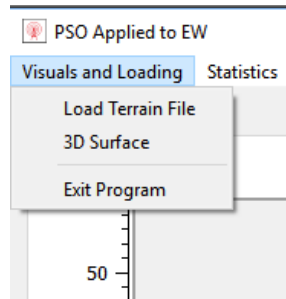 PSO Applied to EW
Visuals and Loading Statistics
Load Terrain File
3D Surface
Exit Program
50